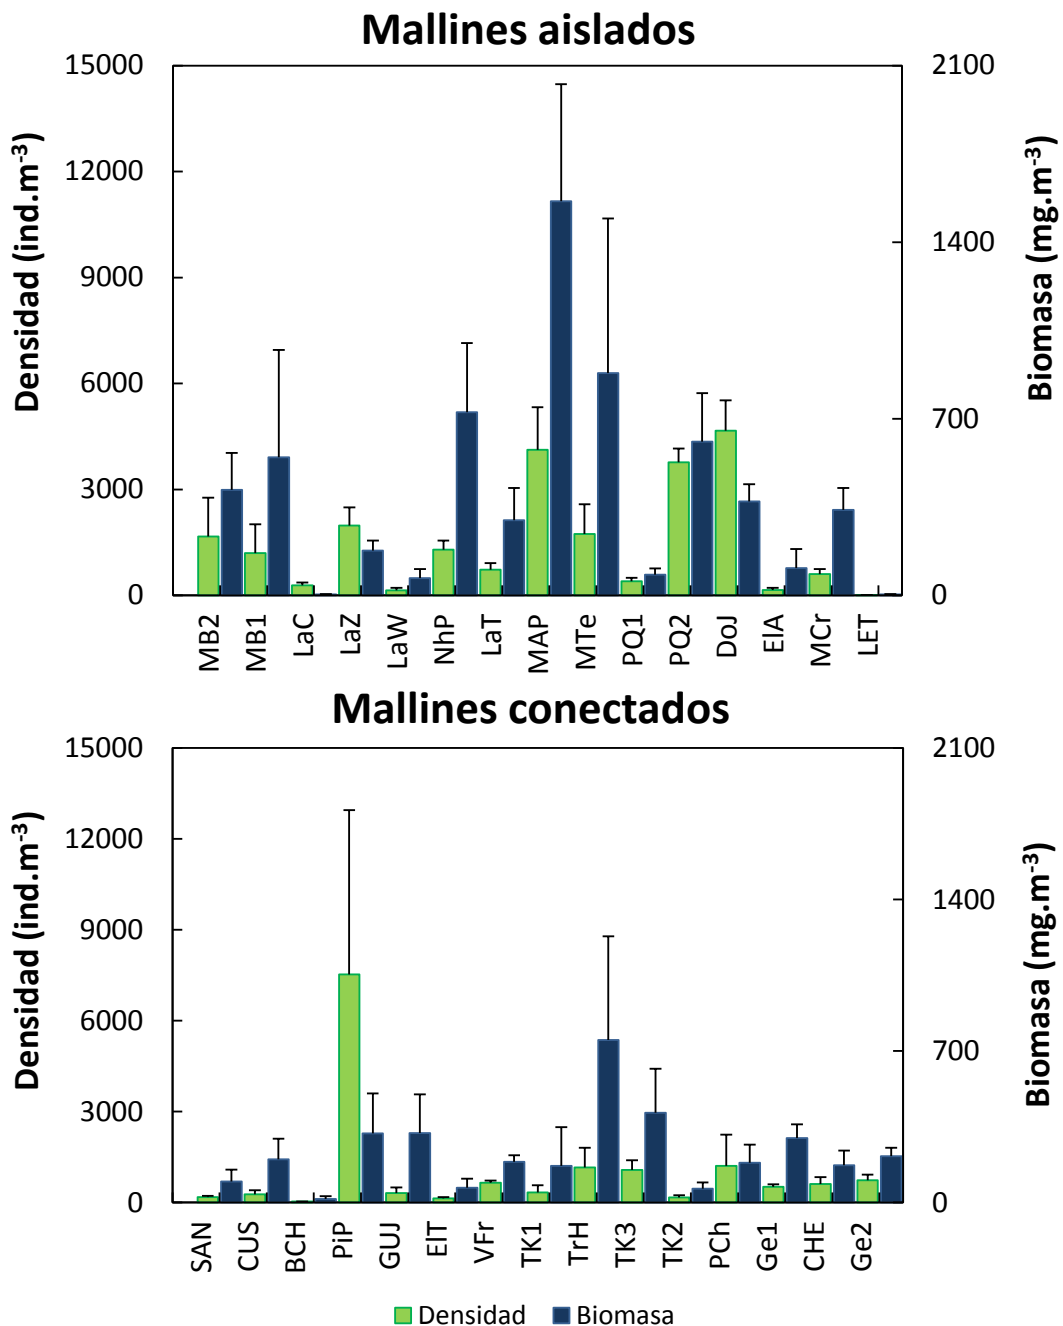 Mallines aislados
15000
12000
9000
6000
3000
0
Densidad (ind.m-3)
2100
1400
700
0
Biomasa (mg.m-3)
MB2 MB1 LaC LaZ LaW NhP LaT MAP MTe PQ1 PQ2 DoJ ElA MCr LET
Mallines conectados
15000
12000
9000
6000
3000
0
Densidad (ind.m-3)
2100
1400
700
0
Biomasa (mg.m-3)
SAN CUS BCH PiP GUJ ElT VFr TK1 TrH TK3 TK2 PCh Ge1 CHE Ge2
Densidad Biomasa